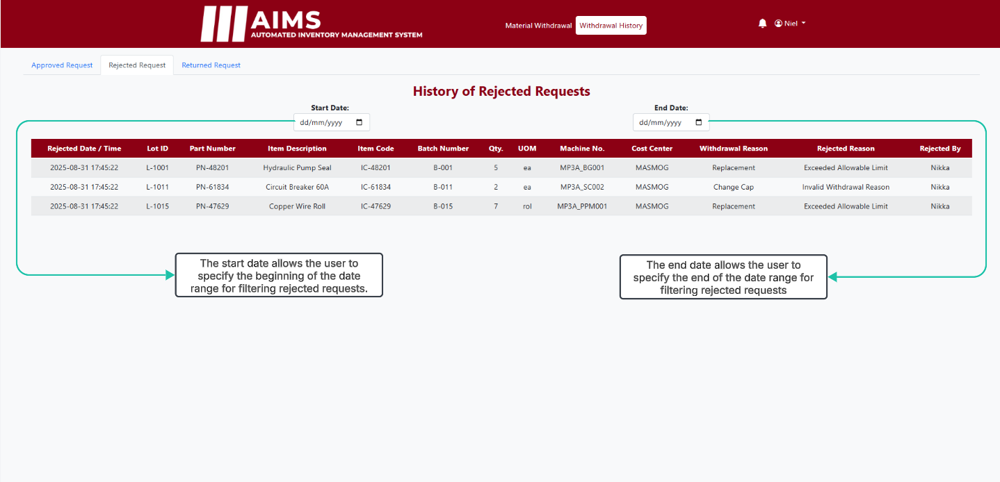 AIMS
AUTOMATED INVENTORY MANAGEMENT SYSTEM
Material Withdrawal Withdrawal History Niel
Approved Request Rejected Request Returned Request
History of Rejected Requests
Start Date: End Date:
dd/mm/yyyy dd/mm/yyyy
Rejected Date / Time Lot ID Part Number Item Description Item Code Batch Number Qty. UOM Machine No. Cost Center Withdrawal Reason Rejected Reason Rejected By
2025-08-31 17:45:22 L-1001 PN-48201 Hydraulic Pump Seal IC-48201 B-001 5 ea MP3A_BG001 MASMOG Replacement Exceeded Allowable Limit Nikka
2025-08-31 17:45:22 L-1011 PN-61834 Circuit Breaker 60A IC-61834 B-011 2 ea MP3A_SC002 MASMOG Change Cap Invalid Withdrawal Reason Nikka
2025-08-31 17:45:22 L-1015 PN-47629 Copper Wire Roll IC-47629 B-015 7 rol MP3A_PPM001 MASMOG Replacement Exceeded Allowable Limit Nikka
The start date allows the user to
specify the beginning of the date
range for filtering rejected requests.
The end date allows the user to
specify the end of the date range for
filtering rejected requests